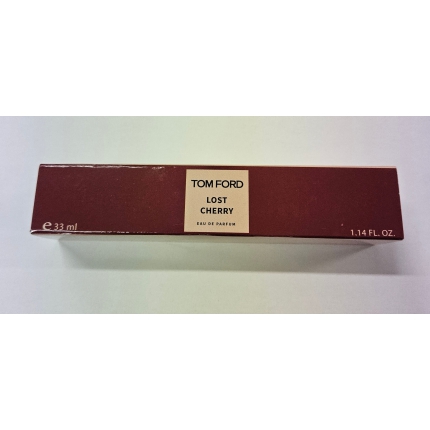 TOM FORD
LOST
CHERRY
EAU DE PARFUM
e 33 ml
1.14 FL. OZ.